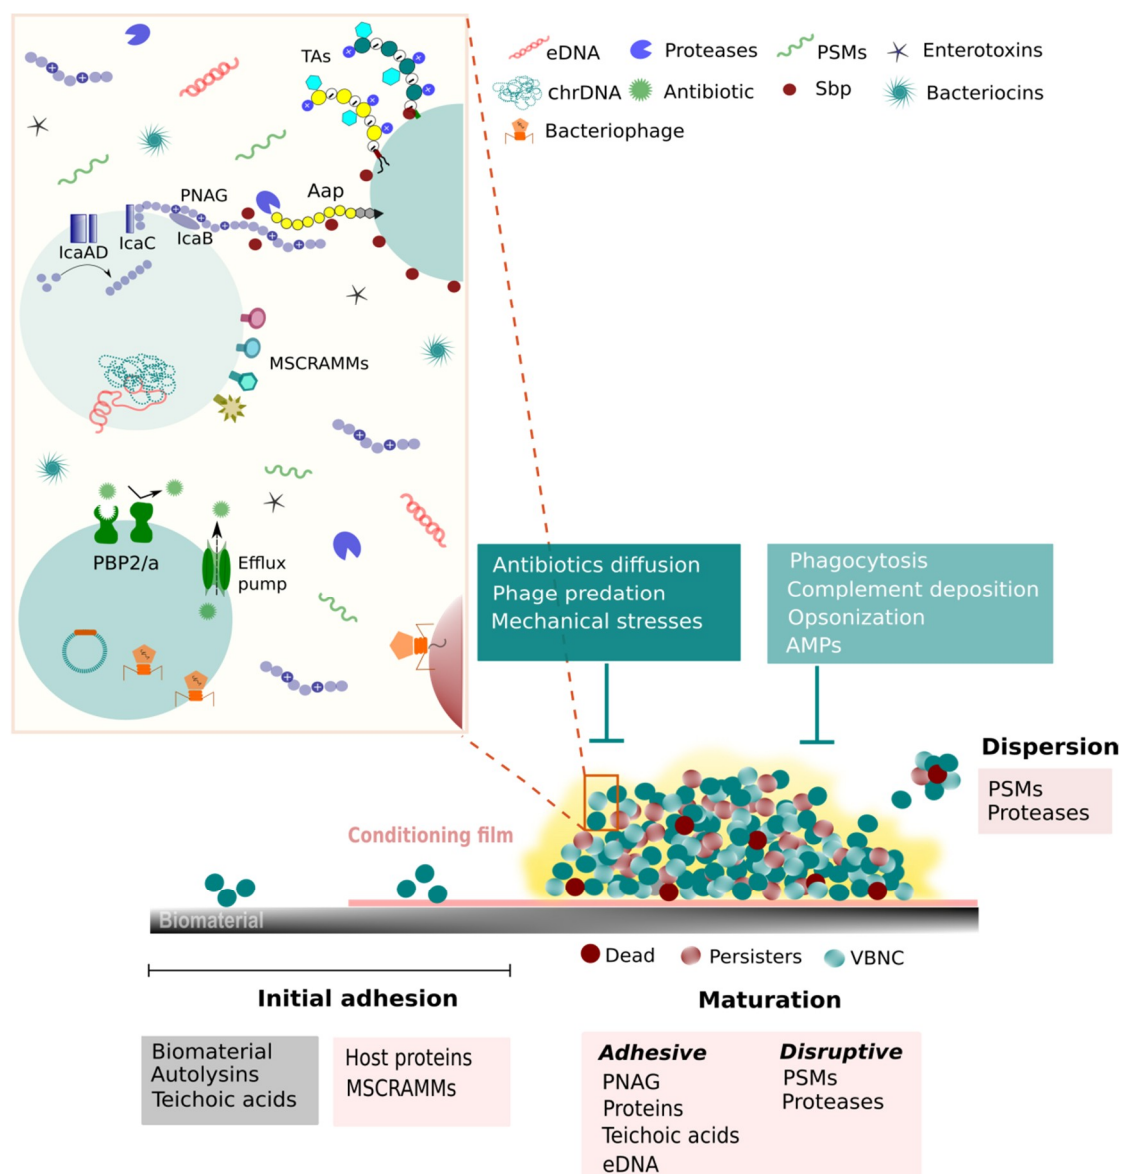 TAs
PNAG
Aap
IcaAD
IcaC
IcaB
MSCRAMMs
PBP2/a
Efflux
pump
eDNA
Proteases
PSMs
Enterotoxins
chrDNA
Antibiotic
Sbp
Bacteriocins
Bacteriophage
Antibiotics diffusion
Phage predation
Mechanical stresses
Phagocytosis
Complement deposition
Opsonization
AMPs
Dispersion
PSMs
Proteases
Conditioning film
Biomaterial
Dead
Persisters
VBNC
Initial adhesion
Maturation
Biomaterial
Autolysins
Teichoic acids
Host proteins
MSCRAMMs
Adhesive
PNAG
Proteins
Teichoic acids
eDNA
Disruptive
PSMs
Proteases